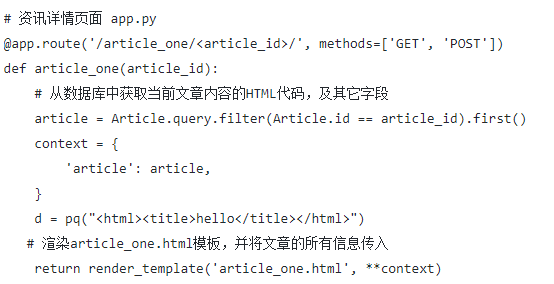 # 资讯详情页面 app.py
@app.route('/article_one/<article_id>/', methods=['GET', 'POST'])
def article_one(article_id):
    # 从数据库中获取当前文章内容的HTML代码，及其它字段
    article = Article.query.filter(Article.id == article_id).first()
    context = {
        'article': article,
    }
    d = pq("<html><title>hello</title></html>")
   # 渲染article_one.html模板，并将文章的所有信息传入
    return render_template('article_one.html', **context)